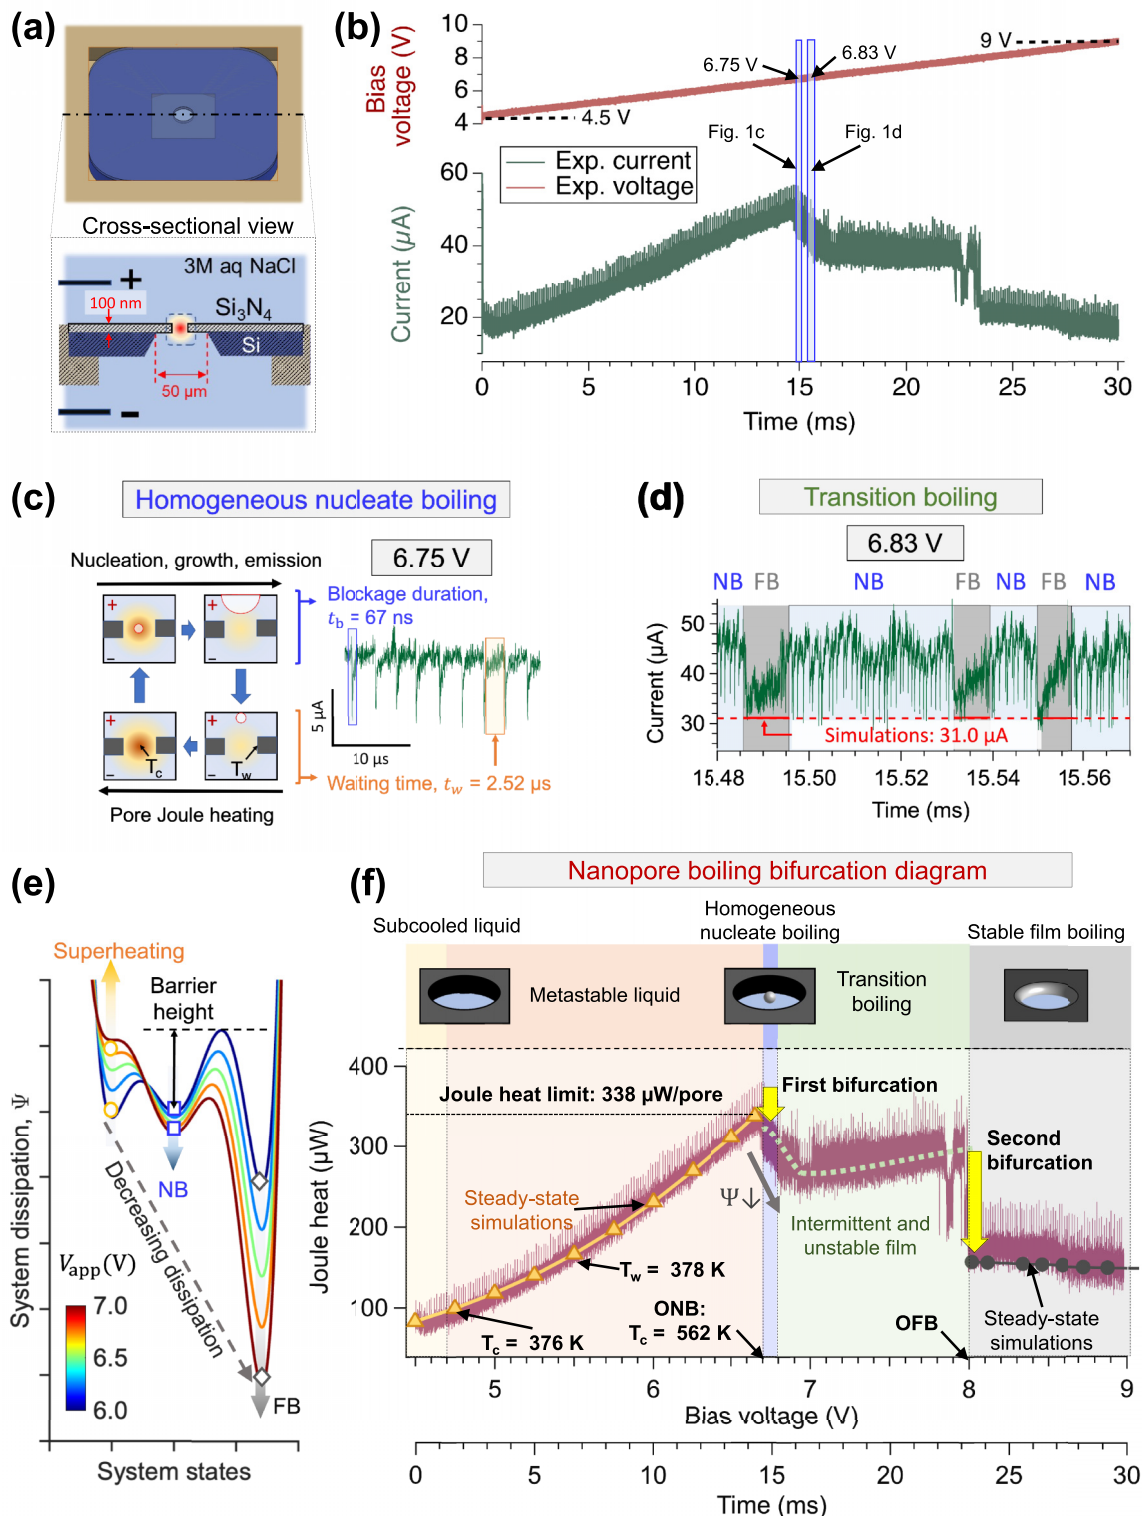 (a)
Cross-sectional view
+
3M aq NaCl
100 nm
Si₃N₄
Si
50 µm
−
(b)
Bias voltage (V)
10
8
6
4
4.5 V
6.75 V
6.83 V
9 V
Fig. 1c
Fig. 1d
Exp. current
Exp. voltage
Current (µA)
60
40
20
0
5
10
15
20
25
30
Time (ms)
(c)
Homogeneous nucleate boiling
Nucleation, growth, emission
6.75 V
Blockage duration,
t_b = 67 ns
+
−
+
−
+
−
T_c
+
−
T_w
5 µA
10 µs
Waiting time, t_w = 2.52 µs
Pore Joule heating
(d)
Transition boiling
6.83 V
NB
FB
NB
FB
NB
FB
NB
Current (µA)
50
40
30
Simulations: 31.0 µA
15.48
15.50
15.52
15.54
15.56
Time (ms)
(e)
Superheating
Barrier
height
System dissipation, Ψ
NB
Decreasing dissipation
V_app(V)
7.0
6.5
6.0
FB
System states
(f)
Nanopore boiling bifurcation diagram
Subcooled liquid
Homogeneous
nucleate boiling
Stable film boiling
Metastable liquid
Transition
boiling
Joule heat (µW)
400
300
200
100
Joule heat limit: 338 µW/pore
First bifurcation
Second
bifurcation
Steady-state
simulations
Ψ↓
Intermittent and
unstable film
T_w = 378 K
T_c = 376 K
ONB:
T_c = 562 K
OFB
Steady-state
simulations
5
6
7
8
9
Bias voltage (V)
0
5
10
15
20
25
30
Time (ms)